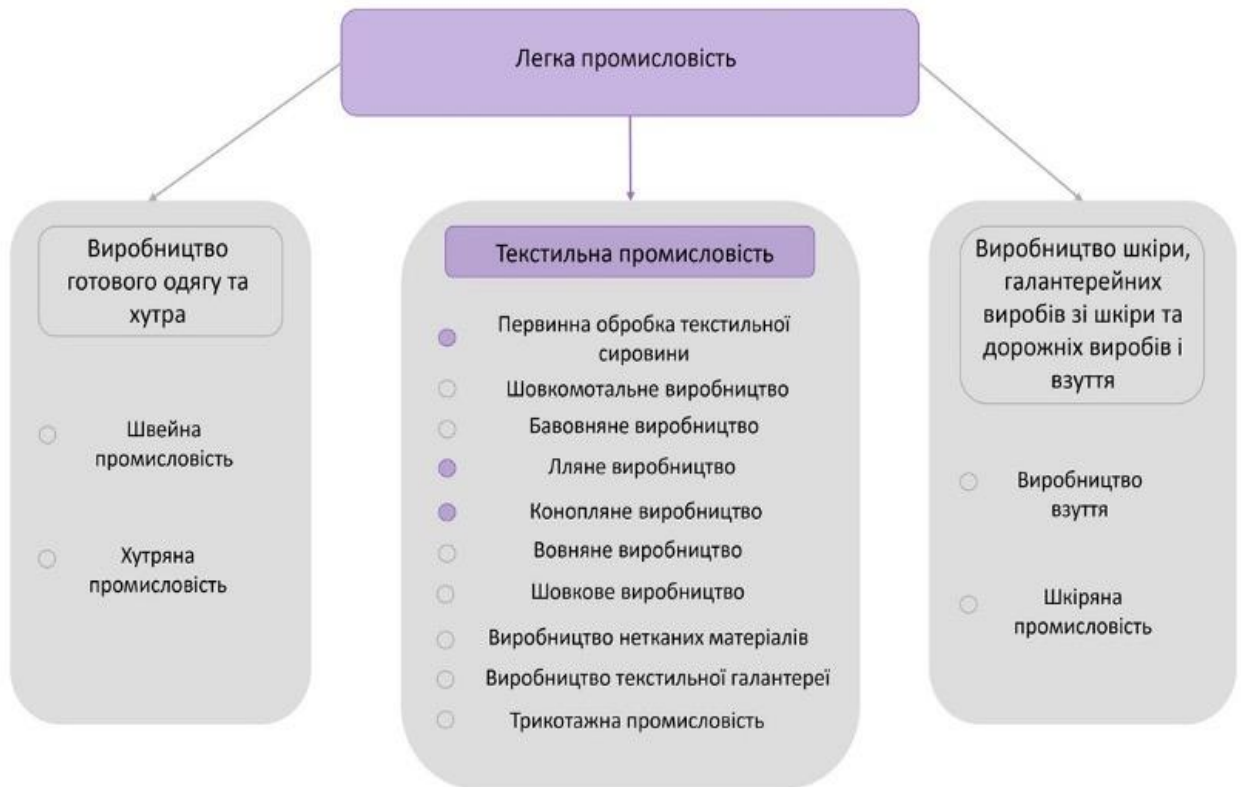 Легка промисловість
Виробництво
готового одягу та
хутра
Швейна
промисловість
Хутряна
промисловість
Текстильна промисловість
Первинна обробка текстильної
сировини
Шовкомотальне виробництво
Бавовняне виробництво
Лляне виробництво
Конопляне виробництво
Вовняне виробництво
Шовкове виробництво
Виробництво нетканих матеріалів
Виробництво текстильної галантереї
Трикотажна промисловість
Виробництво шкіри,
галантерейних
виробів зі шкіри та
дорожніх виробів і
взуття
Виробництво
взуття
Шкіряна
промисловість